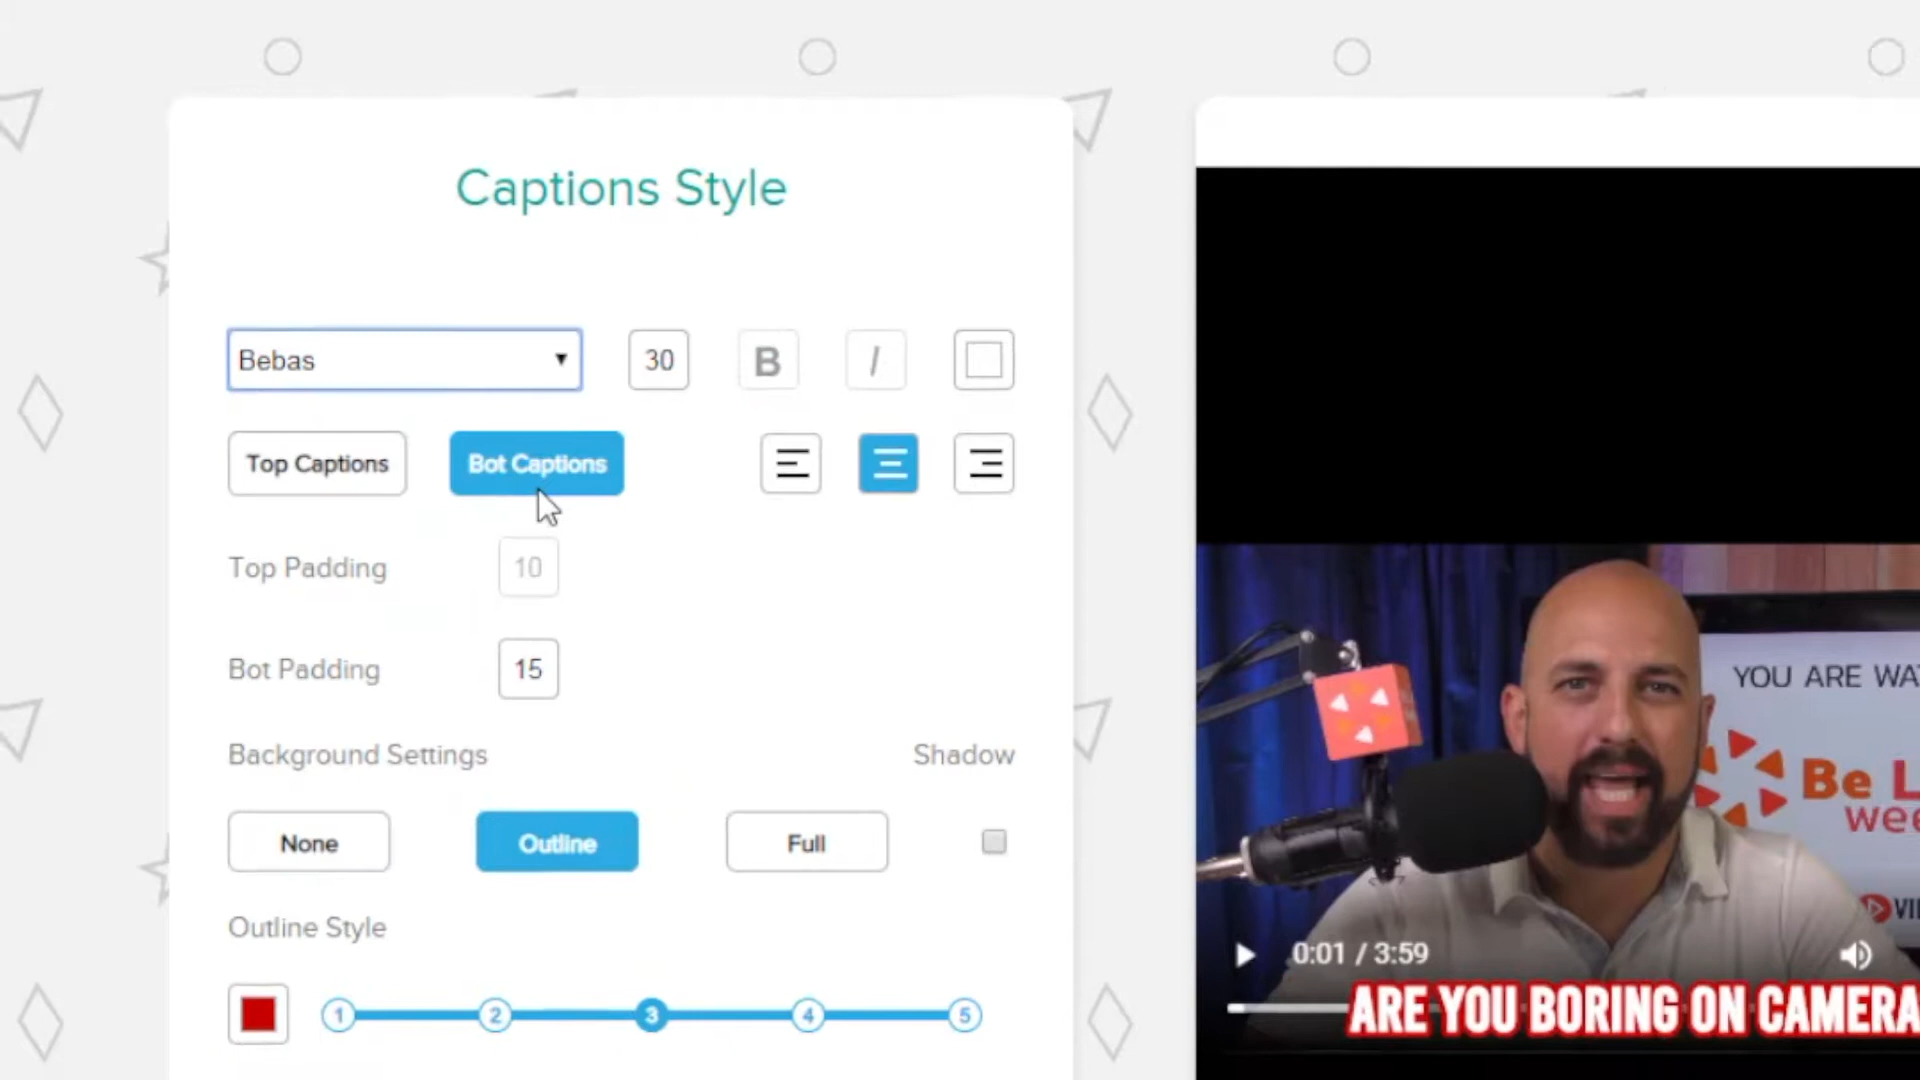 Captions Style
Bebas
30
B
I
Top Captions
Bot Captions
Top Padding
10
Bot Padding
15
Background Settings
Shadow
None
Outline
Full
Outline Style
1
2
3
4
5
YOU ARE WA
Be L
wee
VI
0:01 / 3:59
ARE YOU BORING ON CAMERA